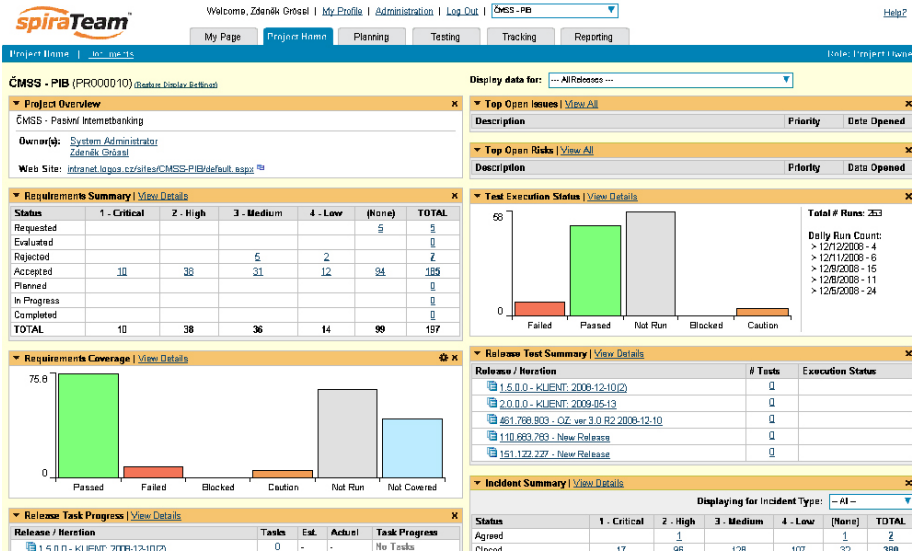 spiraTeam
Welcome, Zdeněk Grössl | My Profile | Administration | Log Out | ČMSS - PIB
Help?
My Page Project Home Planning Testing Tracking Reporting
Project Home | Documents
Role: Project Owne
ČMSS - PIB (PR000010) (Restore Display Settings)
Display data for: --- All Releases ---
Project Overview
ČMSS - Pasivní Internetbanking
Owner(s): System Administrator
Zdeněk Grössl
Web Site: intranet.logos.cz/sites/CMSS-PIB/default.aspx
Requirements Summary | View Details
Status 1 - Critical 2 - High 3 - Medium 4 - Low (None) TOTAL
Requested 5 5
Evaluated 0
Rejected 5 2 7
Accepted 10 38 31 12 94 185
Planned 0
In Progress 0
Completed 0
TOTAL 10 38 36 14 99 197
Requirements Coverage | View Details
75.8
0
Passed Failed Blocked Caution Not Run Not Covered
Release Task Progress | View Details
Release / Iteration Tasks Est. Actual Task Progress
1.5.0.0 - KLIENT: 2008-12-10(2) 0 - - No Tasks
Top Open Issues | View All
Description Priority Date Opened
Top Open Risks | View All
Description Priority Date Opened
Test Execution Status | View Details
58
0
Failed Passed Not Run Blocked Caution
Total # Runs: 253
Daily Run Count:
> 12/12/2008 - 4
> 12/11/2008 - 6
> 12/9/2008 - 15
> 12/8/2008 - 11
> 12/5/2008 - 24
Release Test Summary | View Details
Release / Iteration # Tests Execution Status
1.5.0.0 - KLIENT: 2008-12-10(2) 0
2.0.0.0 - KLIENT: 2009-05-13 0
461.768.903 - OZ: ver 3.0 R2 2008-12-10 0
110.683.783 - New Release 0
151.122.227 - New Release 0
Incident Summary | View Details
Displaying for Incident Type: -- All --
Status 1 - Critical 2 - High 3 - Medium 4 - Low (None) TOTAL
Agreed 1 1 2
Closed 17 96 128 107 32 380